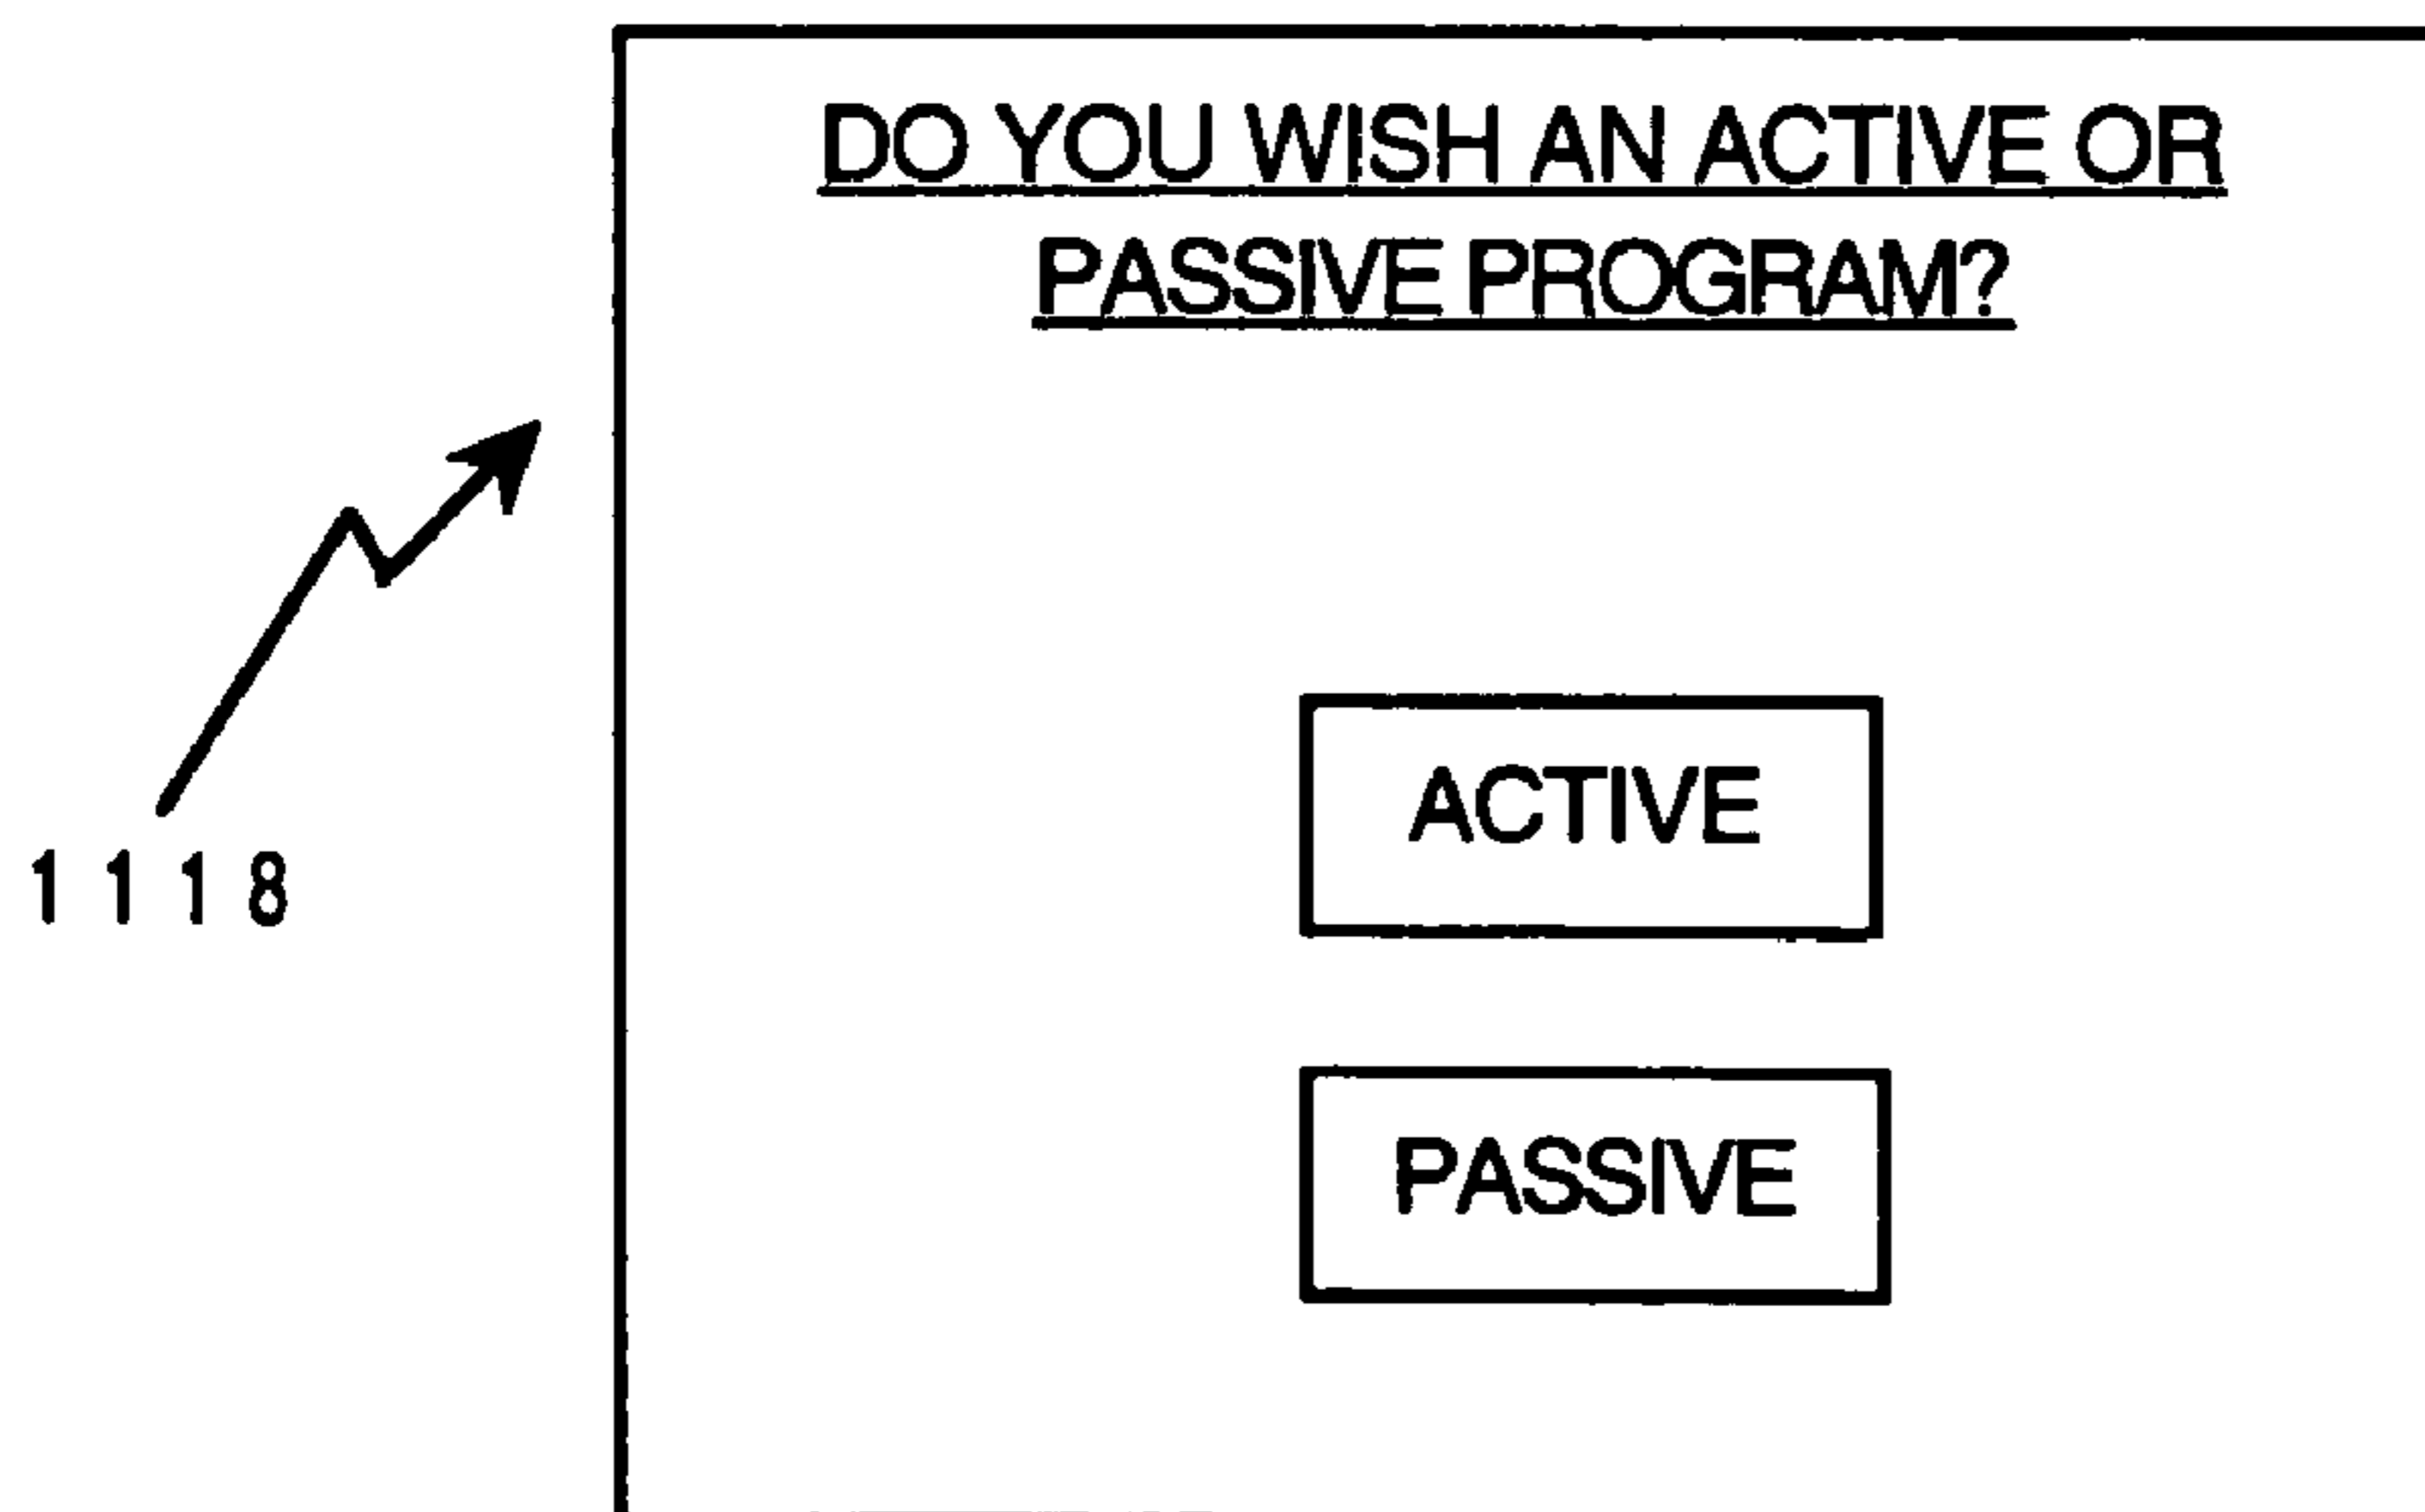 DO YOU WISH AN ACTIVE OR
PASSIVE PROGRAM?
ACTIVE
1118
PASSIVE